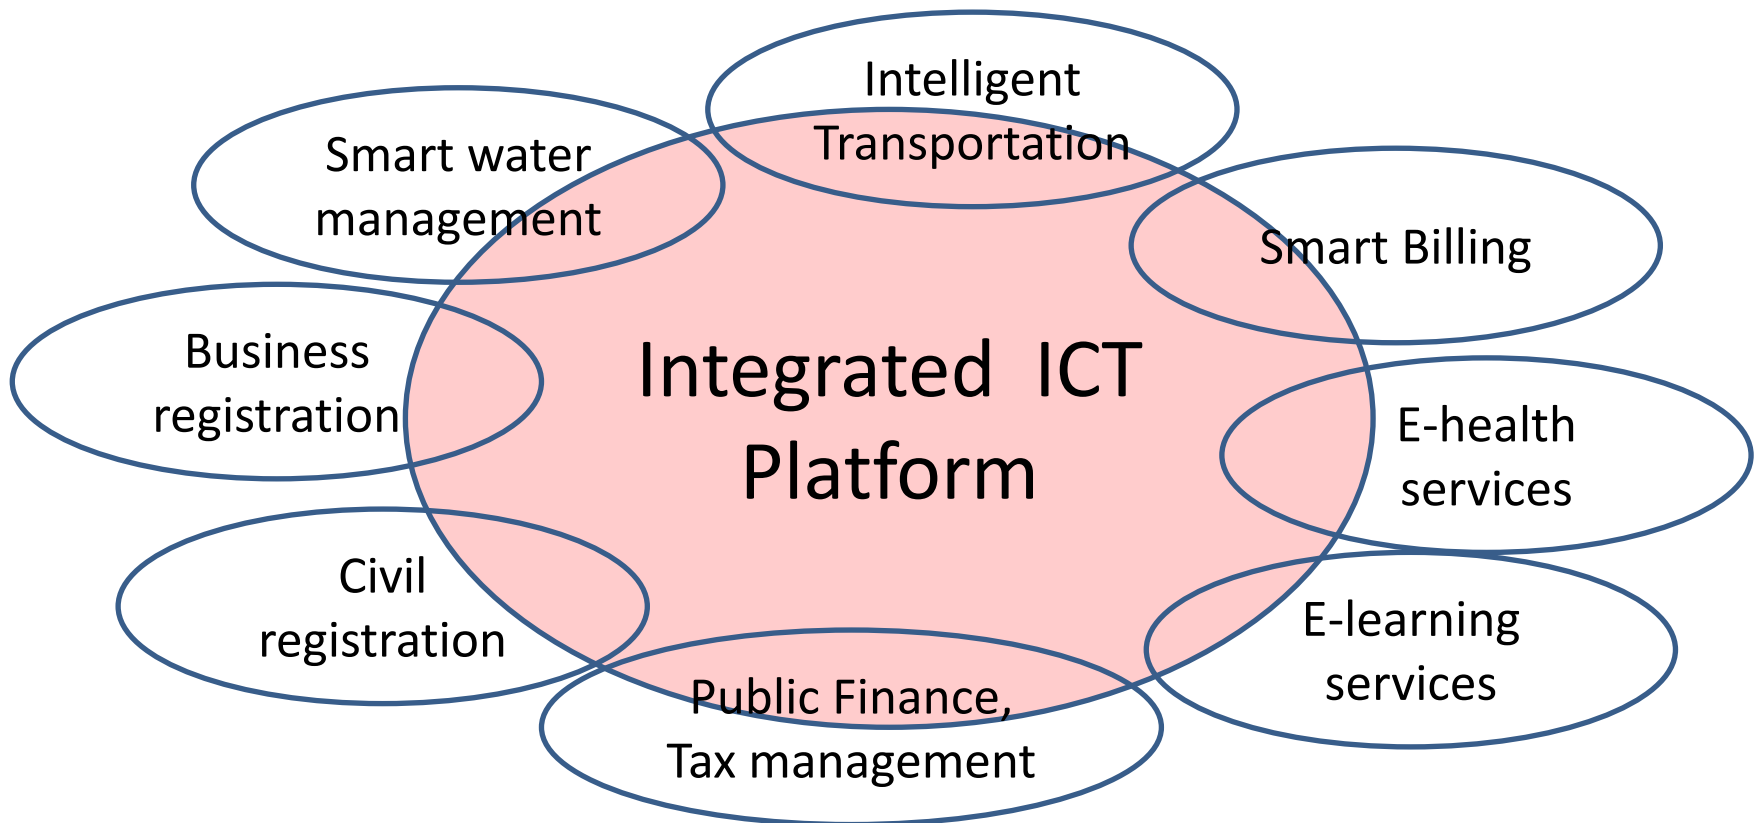 Intelligent
Transportation
Smart water
management
Smart Billing
Business
registration
Integrated ICT
Platform
E-health
services
Civil
registration
E-learning
services
Public Finance,
Tax management